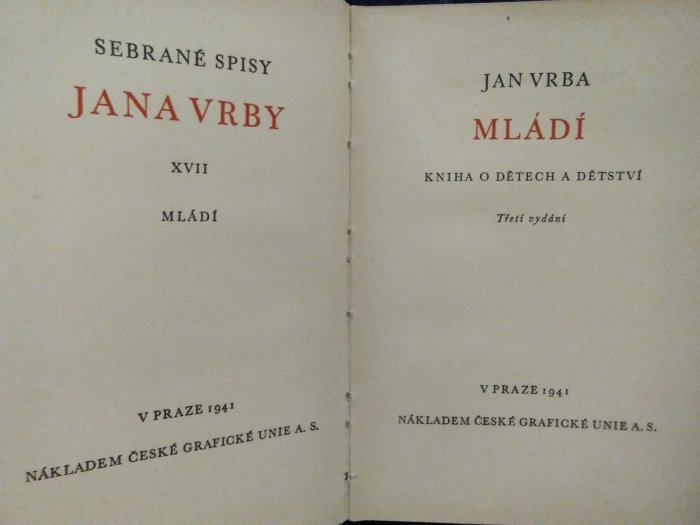 SEBRANÉ SPISY
JANA VRBY
XVII
MLÁDÍ
V PRAZE 1941
NÁKLADEM ČESKÉ GRAFICKÉ UNIE A. S.
JAN VRBA
MLÁDÍ
KNIHA O DĚTECH A DĚTSTVÍ
Třetí vydání
V PRAZE 1941
NÁKLADEM ČESKÉ GRAFICKÉ UNIE A. S.